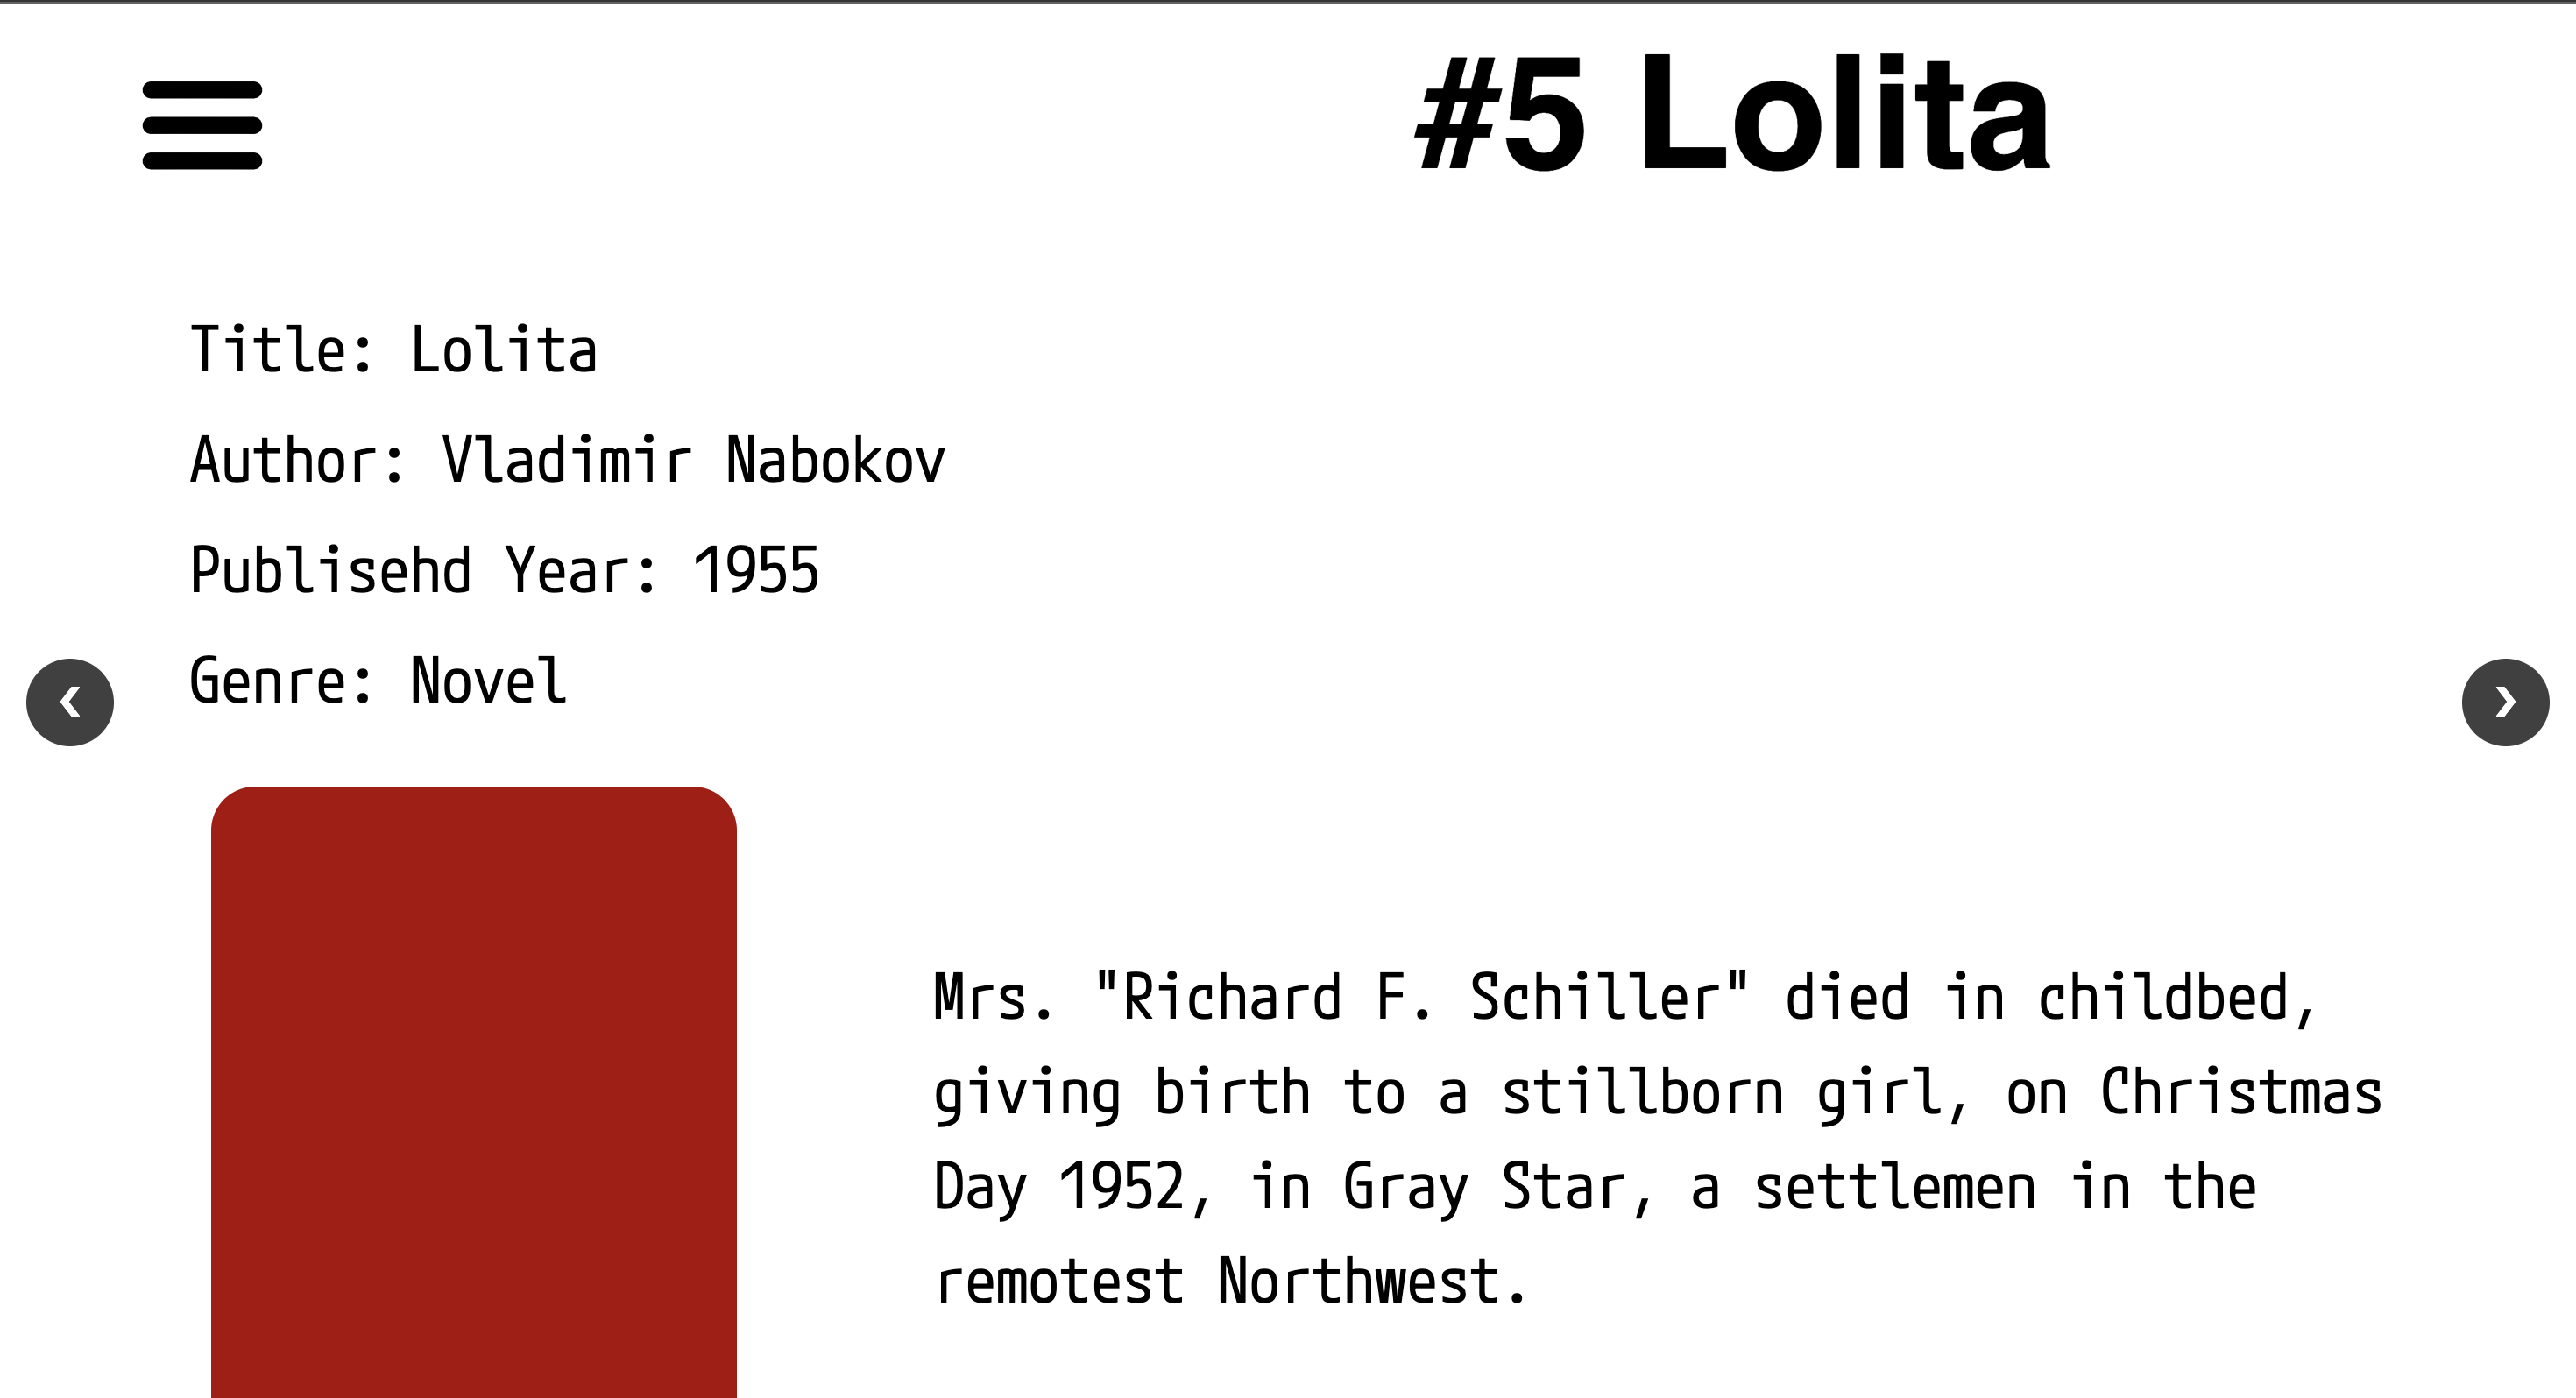 #5 Lolita
Title: Lolita
Author: Vladimir Nabokov
Publisehd Year: 1955
Genre: Novel
Mrs. "Richard F. Schiller" died in childbed,
giving birth to a stillborn girl, on Christmas
Day 1952, in Gray Star, a settlemen in the
remotest Northwest.